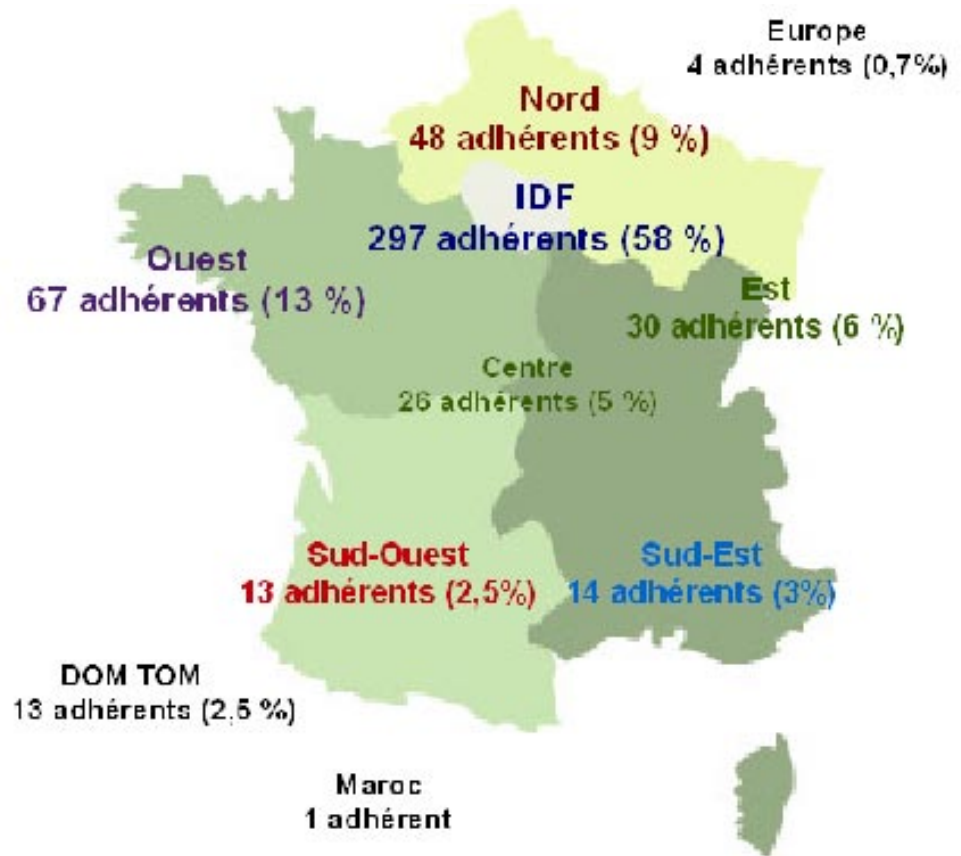 Europe
4 adhérents (0,7%)
Nord
48 adhérents (9 %)
IDF
297 adhérents (58 %)
Ouest
67 adhérents (13 %)
Est
30 adhérents (6 %)
Centre
26 adhérents (5 %)
Sud-Ouest
13 adhérents (2,5%)
Sud-Est
14 adhérents (3%)
DOM TOM
13 adhérents (2,5 %)
Maroc
1 adhérent